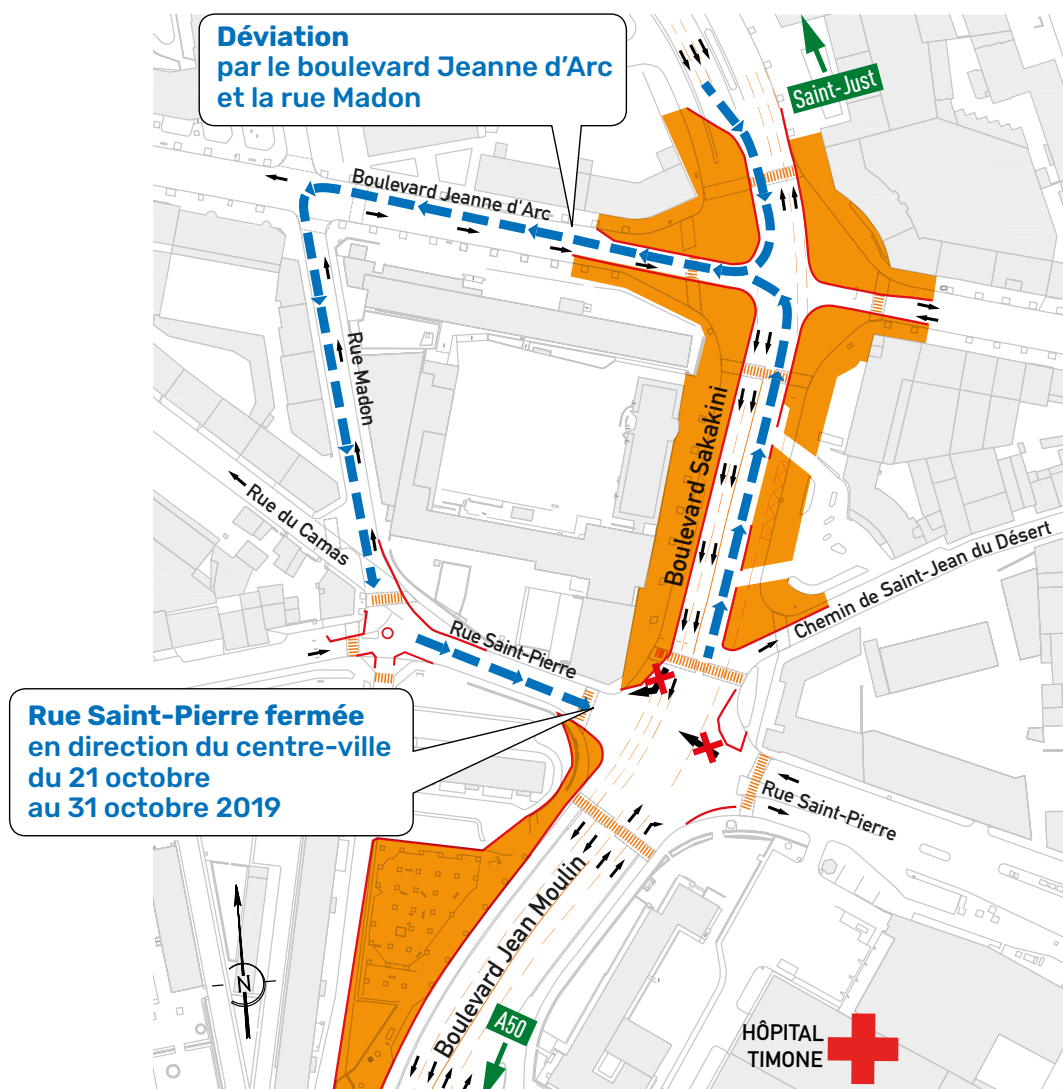 Déviation
par le boulevard Jeanne d'Arc
et la rue Madon
Saint-Just
Boulevard Jeanne d'Arc
Rue Madon
Boulevard Sakakini
Rue du Camas
Chemin de Saint-Jean du Désert
Rue Saint-Pierre
Rue Saint-Pierre fermée
en direction du centre-ville
du 21 octobre
au 31 octobre 2019
Rue Saint-Pierre
Boulevard Jean Moulin
N
A50
HÔPITAL
TIMONE